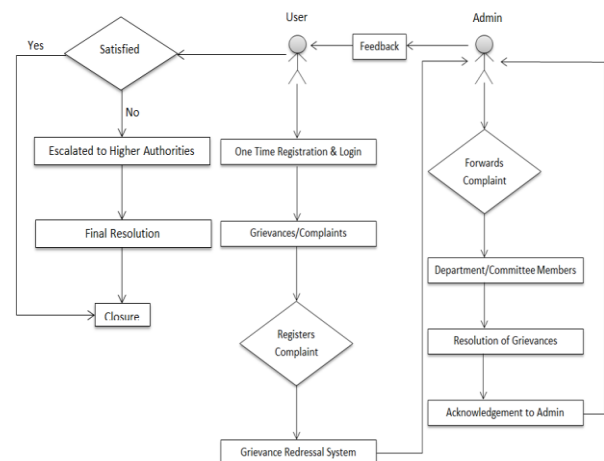 User
Admin
Yes
Satisfied
Feedback
No
Escalated to Higher Authorities
One Time Registration & Login
Forwards
Complaint
Final Resolution
Grievances/Complaints
Department/Committee Members
Closure
Registers
Complaint
Resolution of Grievances
Acknowledgement to Admin
Grievance Redressal System